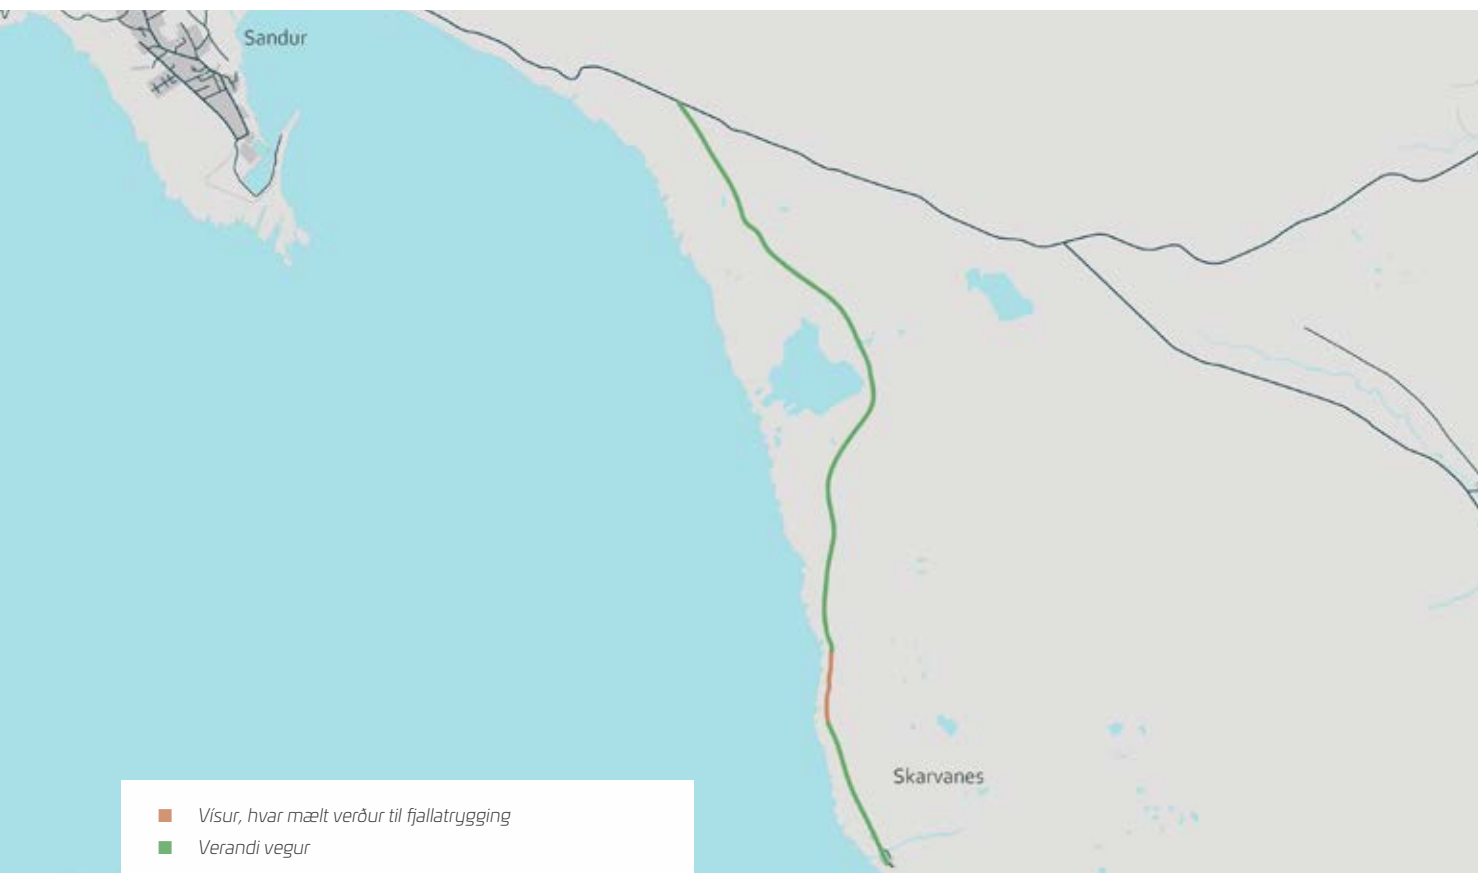 Sandur
Skarvanes
Vísur, hvar mælt verður til fjallatrygging
Verandi vegur